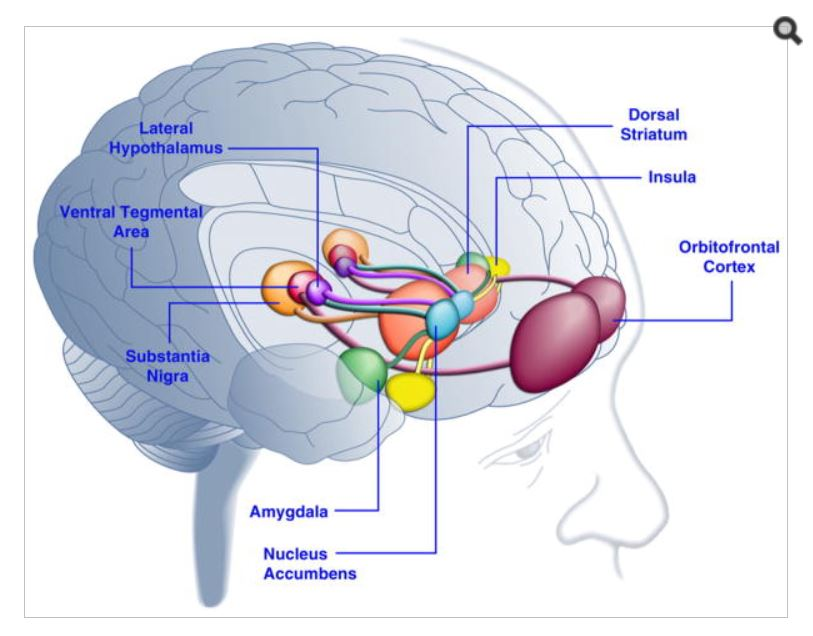 Lateral
Hypothalamus
Dorsal
Striatum
Insula
Ventral Tegmental
Area
Orbitofrontal
Cortex
Substantia
Nigra
Amygdala
Nucleus
Accumbens